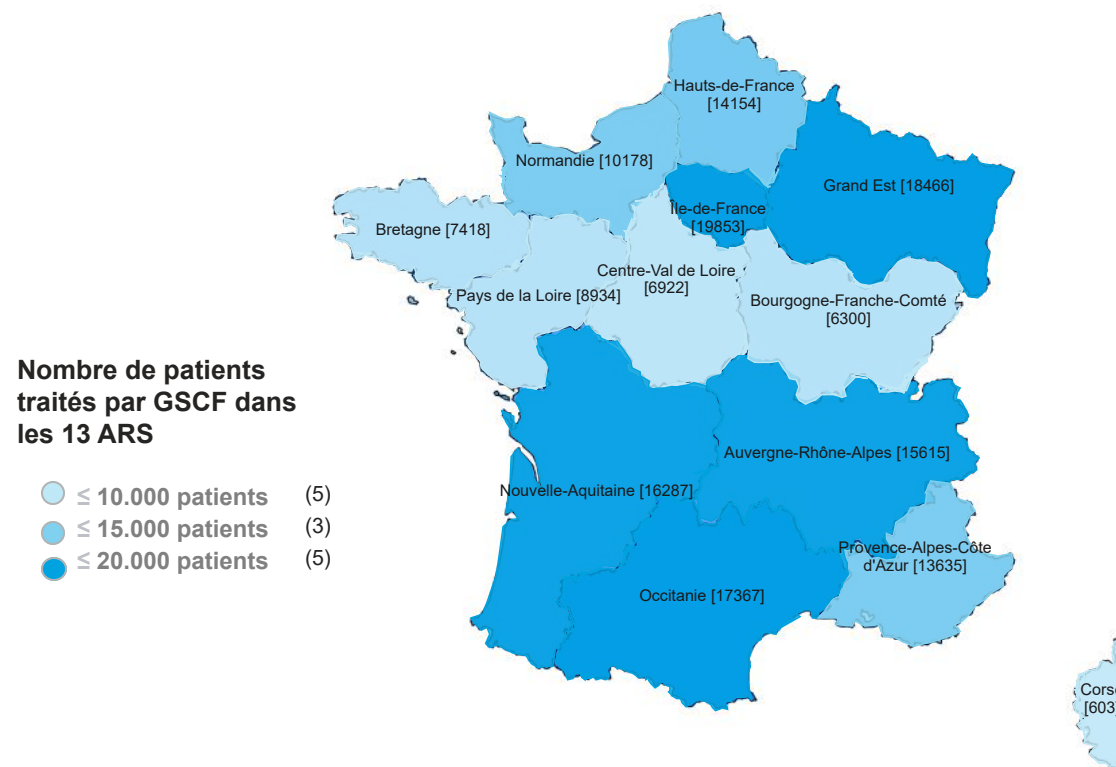 Hauts-de-France
[14154]
Normandie [10178]
Grand Est [18466]
Île-de-France
[19853]
Bretagne [7418]
Centre-Val de Loire
[6922]
Pays de la Loire [8934]
Bourgogne-Franche-Comté
[6300]
Nombre de patients
traités par GSCF dans
les 13 ARS
≤ 10.000 patients (5)
≤ 15.000 patients (3)
≤ 20.000 patients (5)
Auvergne-Rhône-Alpes [15615]
Nouvelle-Aquitaine [16287]
Provence-Alpes-Côte
d'Azur [13635]
Occitanie [17367]
[603